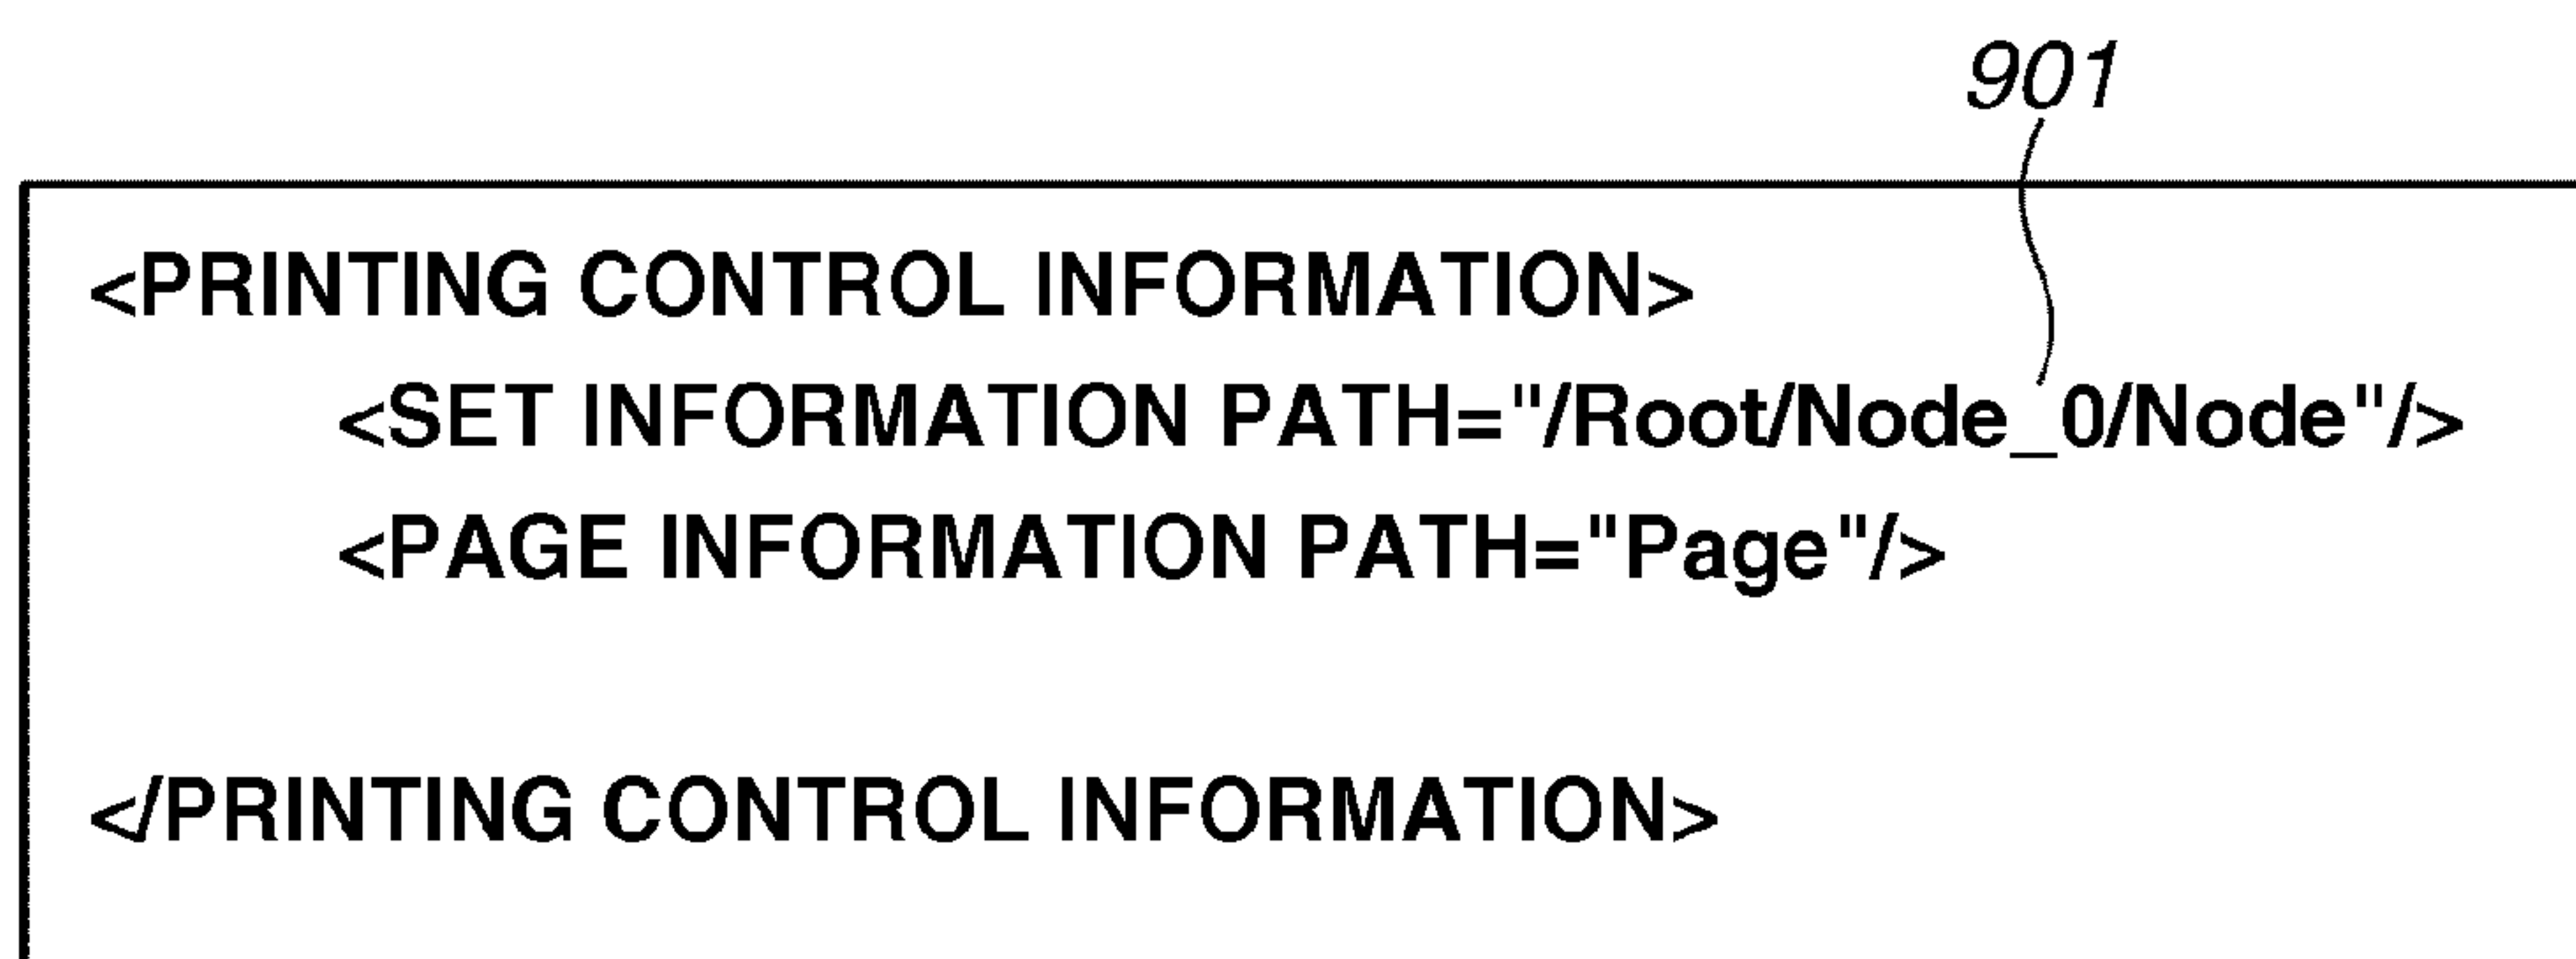 901
<PRINTING CONTROL INFORMATION>
<SET INFORMATION PATH="/Root/Node_0/Node"/>
<PAGE INFORMATION PATH="Page"/>
</PRINTING CONTROL INFORMATION>